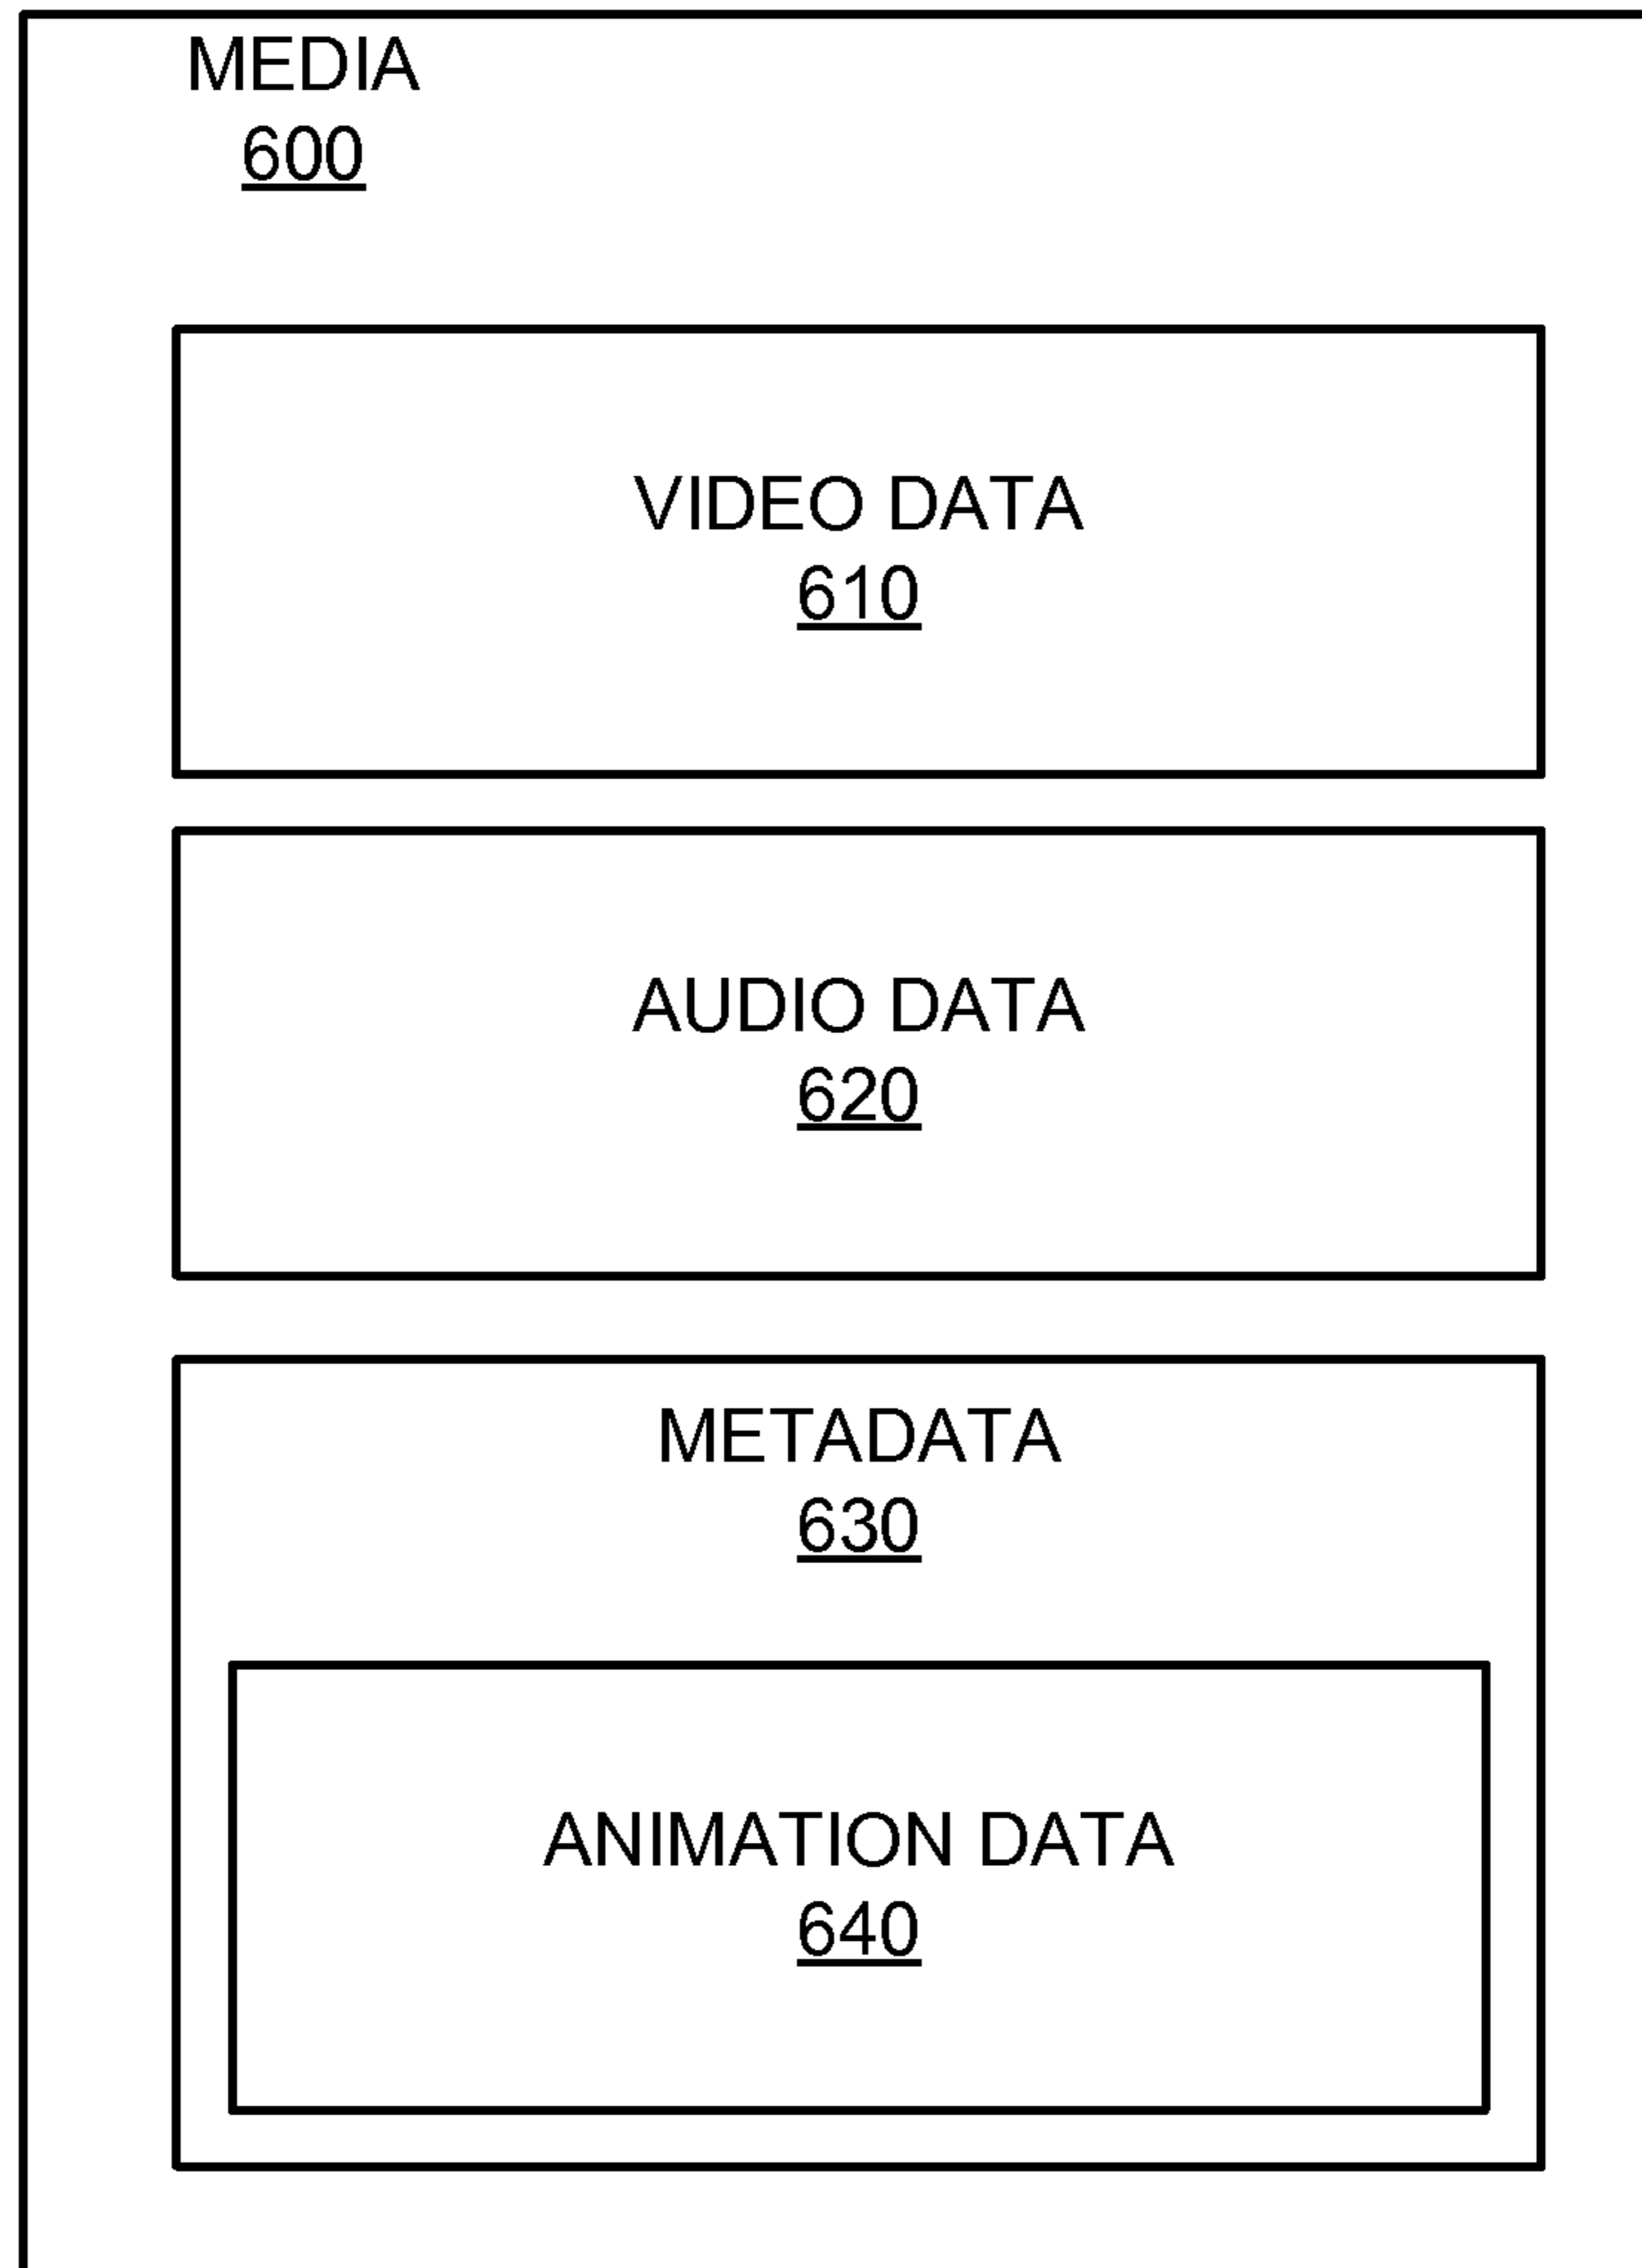 MEDIA
600
VIDEO DATA
610
AUDIO DATA
620
METADATA
630
ANIMATION DATA
640